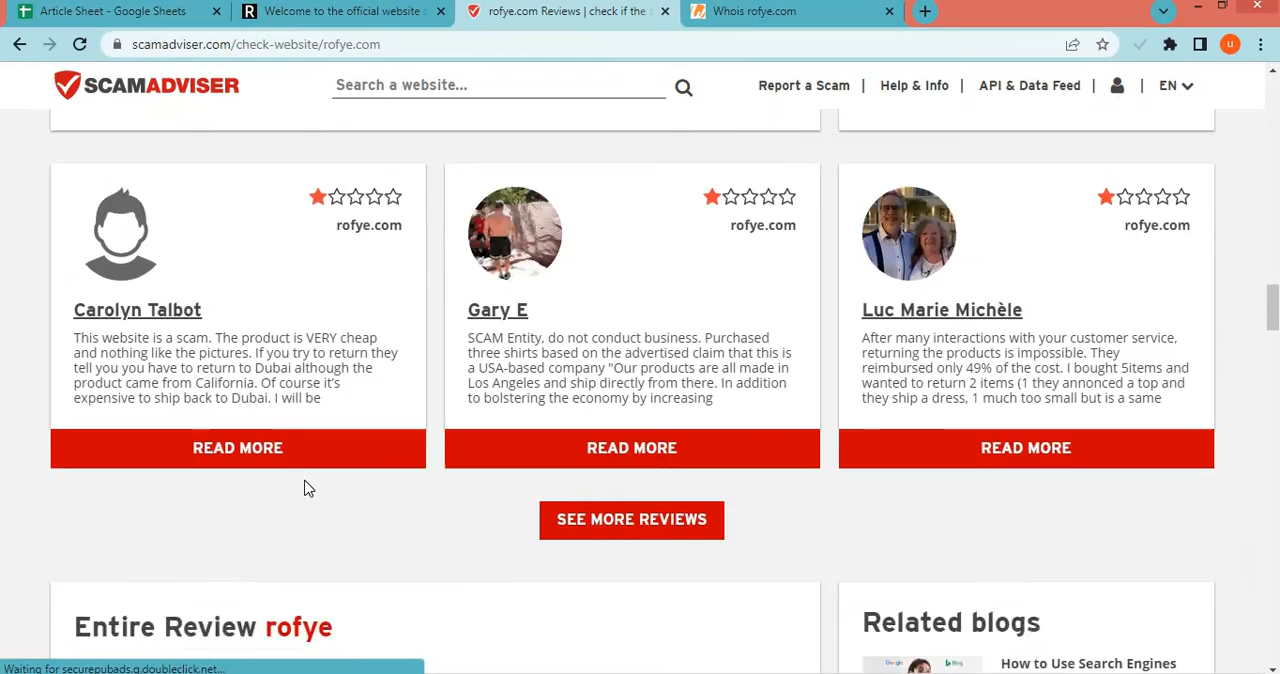 Article Sheet - Google Sheets
Welcome to the official website
rofye.com Reviews | check if the
Whois rofye.com
scamadviser.com/check-website/rofye.com
SCAMADVISER
Search a website...
Report a Scam | Help & Info | API & Data Feed | | EN
rofye.com
Carolyn Talbot
This website is a scam. The product is VERY cheap
and nothing like the pictures. If you try to return they
tell you you have to return to Dubai although the
product came from California. Of course it's
expensive to ship back to Dubai. I will be
READ MORE
rofye.com
Gary E
SCAM Entity, do not conduct business. Purchased
three shirts based on the advertised claim that this is
a USA-based company "Our products are all made in
Los Angeles and ship directly from there. In addition
to bolstering the economy by increasing
READ MORE
rofye.com
Luc Marie Michèle
After many interactions with your customer service,
returning the products is impossible. They
reimbursed only 49% of the cost. I bought 5items and
wanted to return 2 items (1 they annonced a top and
they ship a dress, 1 much too small but is a same
READ MORE
SEE MORE REVIEWS
Entire Review rofye
Related blogs
Google
Bing
How to Use Search Engines
Waiting for securepubads.g.doubleclick.net...
u